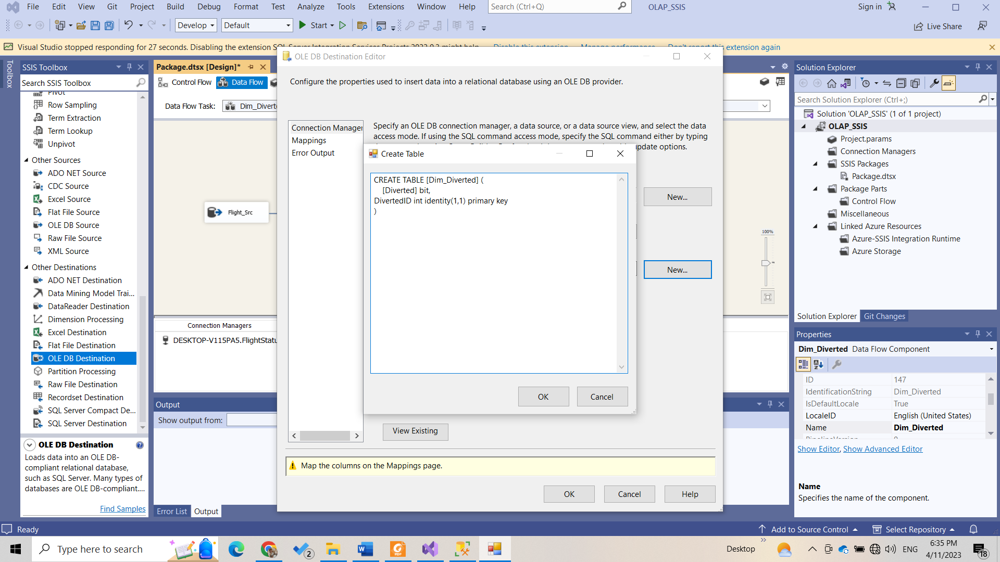 File Edit View Git Project Build Debug Format Test Analyze Tools Extensions Window Help Search (Ctrl+Q) OLAP_SSIS Sign in
Develop Default Start Live Share
Visual Studio stopped responding for 27 seconds. Disabling the extension
Don't report this extension again
Toolbox
SSIS Toolbox
Search SSIS Toolbox
Pivot
Row Sampling
Term Extraction
Term Lookup
Unpivot
Other Sources
ADO NET Source
CDC Source
Excel Source
Flat File Source
OLE DB Source
Raw File Source
XML Source
Other Destinations
ADO NET Destination
Data Mining Model Trai...
DataReader Destination
Dimension Processing
Excel Destination
Flat File Destination
OLE DB Destination
Partition Processing
Raw File Destination
Recordset Destination
SQL Server Compact De...
SQL Server Destination
OLE DB Destination
Loads data into an OLE DB-
compliant relational database,
such as SQL Server. Many types of
databases are OLE DB-compliant....
Find Samples
Package.dtsx [Design]*
Control Flow Data Flow
Data Flow Task: Dim_Diverte
Flight_Src
100%
Connection Managers
DESKTOP-V115PA5.FlightStatu
Output
Show output from:
Error List Output
OLE DB Destination Editor
Configure the properties used to insert data into a relational database using an OLE DB provider.
Connection Manager
Mappings
Error Output
Specify an OLE DB connection manager, a data source, or a data source view, and select the data
access mode. If using the SQL command access mode, specify the SQL command either by typing
update options.
New...
New...
View Existing
Map the columns on the Mappings page.
OK Cancel Help
Create Table
CREATE TABLE [Dim_Diverted] (
[Diverted] bit,
DivertedID int identity(1,1) primary key
)
OK Cancel
Solution Explorer
Search Solution Explorer (Ctrl+;)
Solution 'OLAP_SSIS' (1 of 1 project)
OLAP_SSIS
Project.params
Connection Managers
SSIS Packages
Package.dtsx
Package Parts
Control Flow
Miscellaneous
Linked Azure Resources
Azure-SSIS Integration Runtime
Azure Storage
Solution Explorer Git Changes
Properties
Dim_Diverted Data Flow Component
ID 147
IdentificationString Dim_Diverted
IsDefaultLocale True
LocaleID English (United States)
Name Dim_Diverted
Show Editor, Show Advanced Editor
Name
Specifies the name of the component.
Ready Add to Source Control Select Repository
Type here to search 2 Desktop ENG 6:35 PM
4/11/2023 18